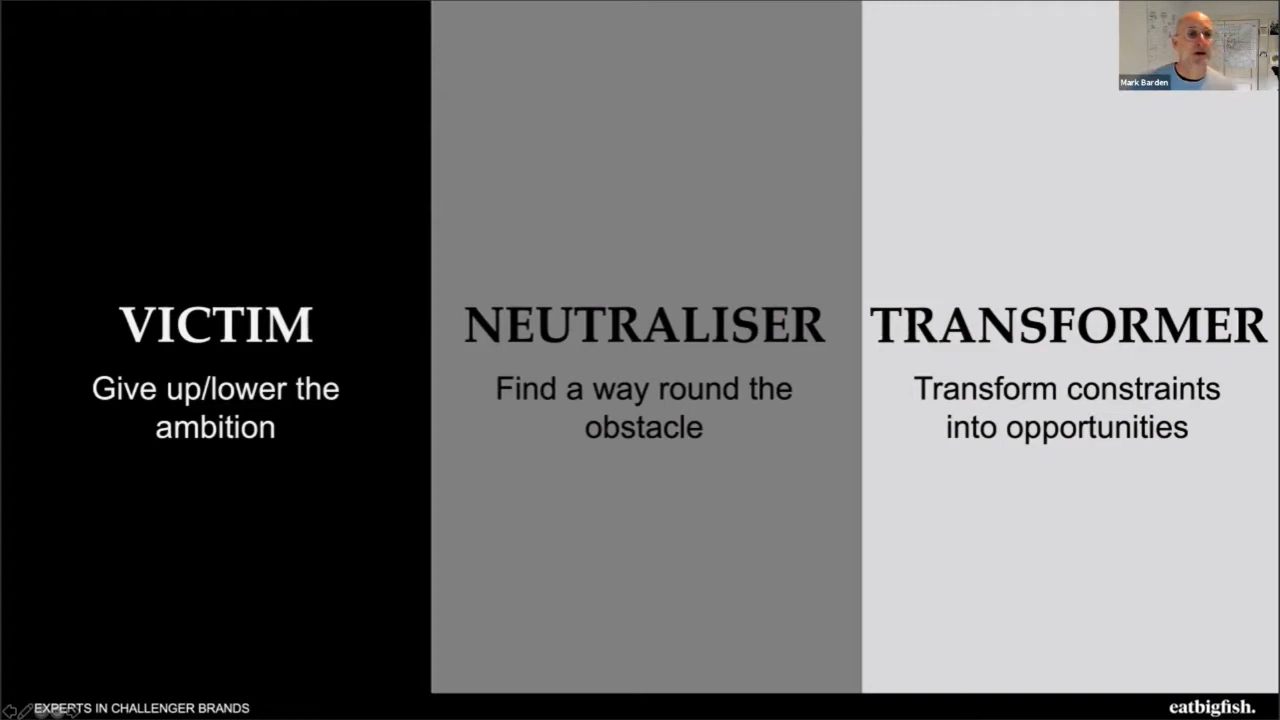 Mark Barden
VICTIM
Give up/lower the
ambition
NEUTRALISER
Find a way round the
obstacle
TRANSFORMER
Transform constraints
into opportunities
EXPERTS IN CHALLENGER BRANDS
eatbigfish.